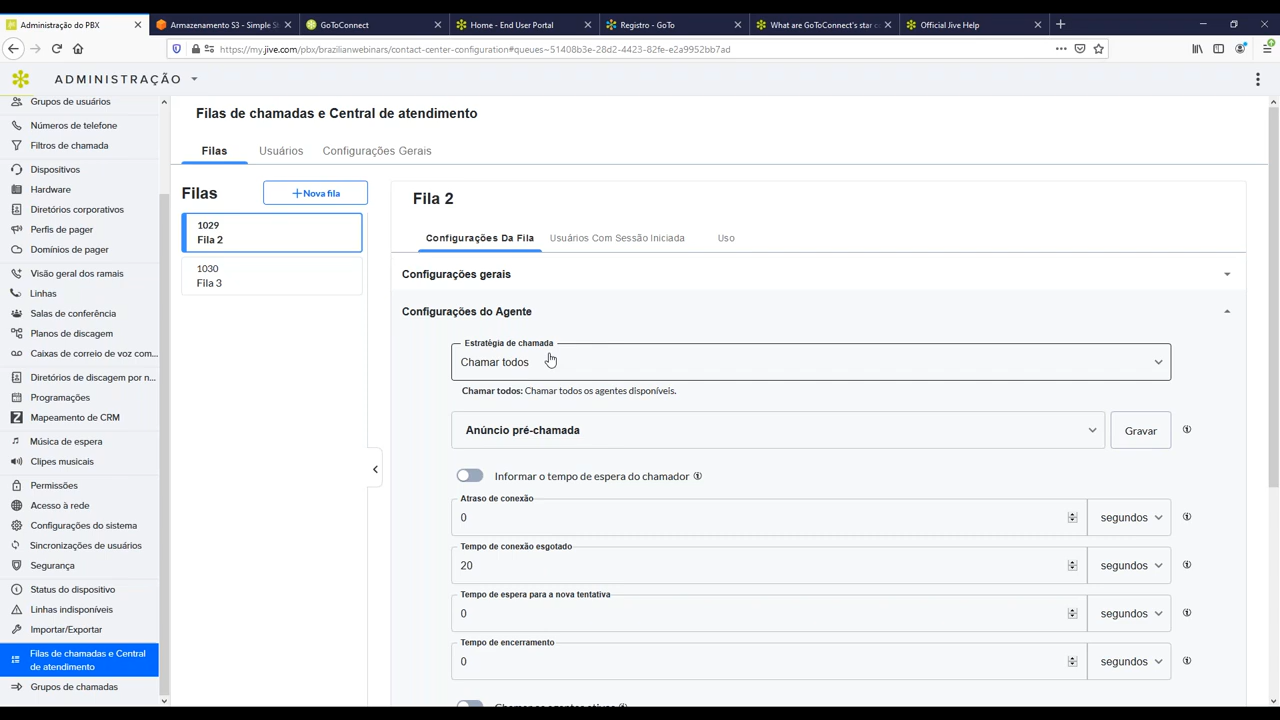 Administração do PBX
Armazenamento S3 - Simple S
GoToConnect
Home - End User Portal
Registro - GoTo
What are GoToConnect's star c
Official Jive Help
https://my.jive.com/pbx/brazilianwebinars/contact-center-configuration#queues~51408b3e-28d2-4423-82fe-e2a9952bb7ad
ADMINISTRAÇÃO
Grupos de usuários
Números de telefone
Filtros de chamada
Dispositivos
Hardware
Diretórios corporativos
Perfis de pager
Domínios de pager
Visão geral dos ramais
Linhas
Salas de conferência
Planos de discagem
Caixas de correio de voz com...
Diretórios de discagem por n...
Programações
Mapeamento de CRM
Música de espera
Clipes musicais
Permissões
Acesso à rede
Configurações do sistema
Sincronizações de usuários
Segurança
Status do dispositivo
Linhas indisponíveis
Importar/Exportar
Filas de chamadas e Central
de atendimento
Grupos de chamadas
Filas de chamadas e Central de atendimento
Filas
Usuários
Configurações Gerais
Filas
+Nova fila
1029
Fila 2
1030
Fila 3
Fila 2
Configurações Da Fila
Usuários Com Sessão Iniciada
Uso
Configurações gerais
Configurações do Agente
Estratégia de chamada
Chamar todos
Chamar todos: Chamar todos os agentes disponíveis.
Anúncio pré-chamada
Gravar
Informar o tempo de espera do chamador
Atraso de conexão
0
segundos
Tempo de conexão esgotado
20
segundos
Tempo de espera para a nova tentativa
0
segundos
Tempo de encerramento
0
segundos